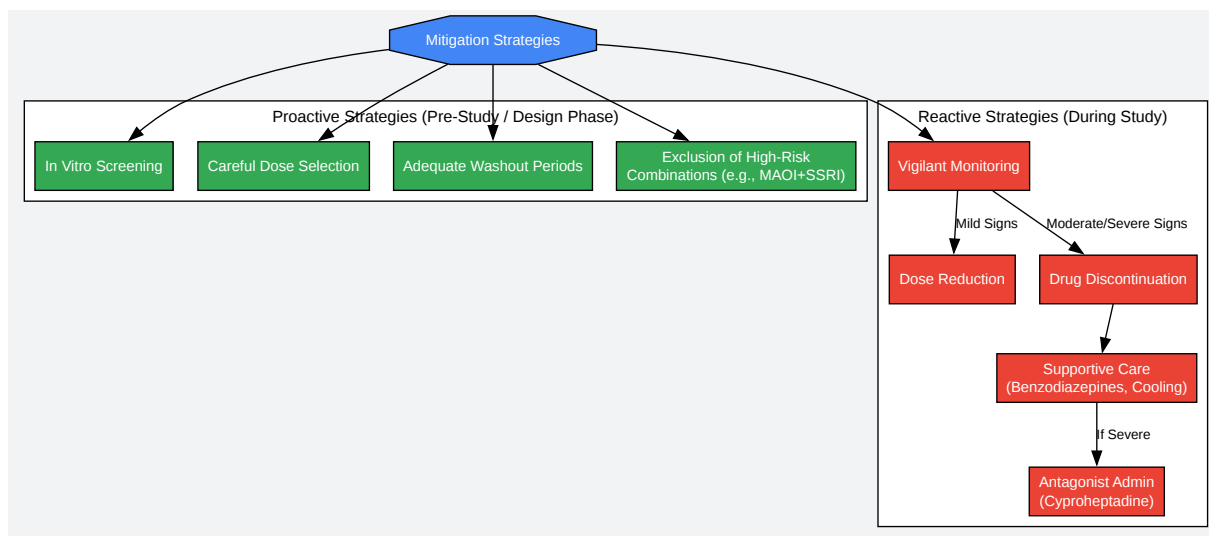 Mitigation Strategies
Proactive Strategies (Pre-Study / Design Phase)
In Vitro Screening
Careful Dose Selection
Adequate Washout Periods
Exclusion of High-Risk
Combinations (e.g., MAOI+SSRI)
Reactive Strategies (During Study)
Vigilant Monitoring
Mild Signs
Moderate/Severe Signs
Dose Reduction
Drug Discontinuation
Supportive Care
(Benzodiazepines, Cooling)
If Severe
Antagonist Admin
(Cyproheptadine)